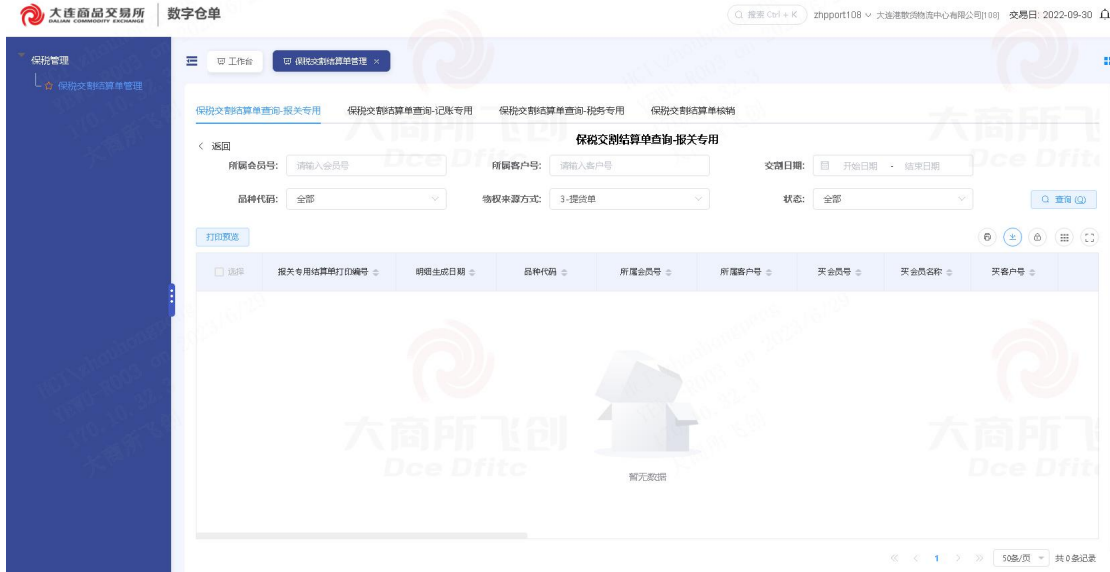 大连商品交易所 数字仓单 搜索 Ctrl + K zhpport108 大连港散货物流中心有限公司[108] 交易日: 2022-09-30
DALIAN COMMODITY EXCHANGE
保税管理
保税交割结算单管理
工作台 保税交割结算单管理 ×
保税交割结算单查询-报关专用 保税交割结算单查询-记账专用 保税交割结算单查询-税务专用 保税交割结算单核销
< 返回 保税交割结算单查询-报关专用
所属会员号: 请输入会员号 所属客户号: 请输入客户号 交割日期: 开始日期 - 结束日期
品种代码: 全部 物权来源方式: 3-提货单 状态: 全部 查询(Q)
打印预览
选择 报关专用结算单打印编号 明细生成日期 品种代码 所属会员号 所属客户号 买会员号 买会员名称 买客户号
大商所飞创
Dce Dfitc
暂无数据
1 50条/页 共0条记录